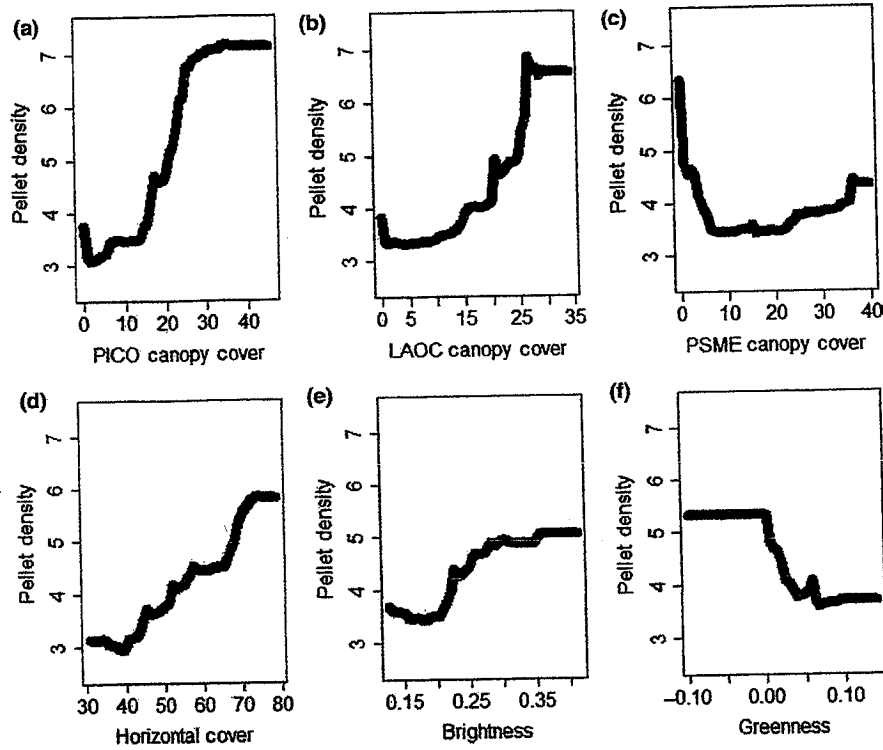 (a)
7
6
5
4
3
Pellet density
0 10 20 30 40
PICO canopy cover
(b)
7
6
5
4
3
Pellet density
0 5 15 25 35
LAOC canopy cover
(c)
7
6
5
4
3
Pellet density
0 10 20 30 40
PSME canopy cover
(d)
7
6
5
4
3
Pellet density
30 40 50 60 70 80
Horizontal cover
(e)
7
6
5
4
3
Pellet density
0.15 0.25 0.35
Brightness
(f)
7
6
5
4
3
Pellet density
−0.10 0.00 0.10
Greenness